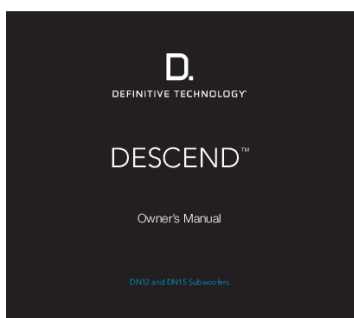 D.
DEFINITIVE TECHNOLOGY
DESCEND™
Owner's Manual
DN12 and DN15 Subwoofers